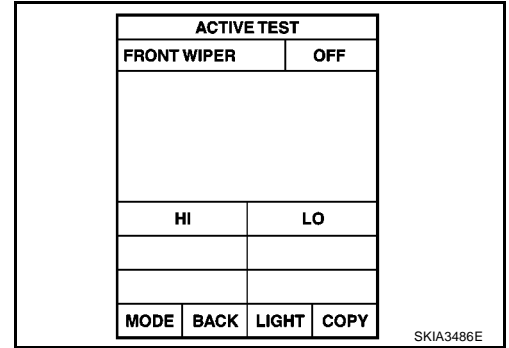 ACTIVE TEST
FRONT WIPER OFF
HI LO
MODE BACK LIGHT COPY
SKIA3486E